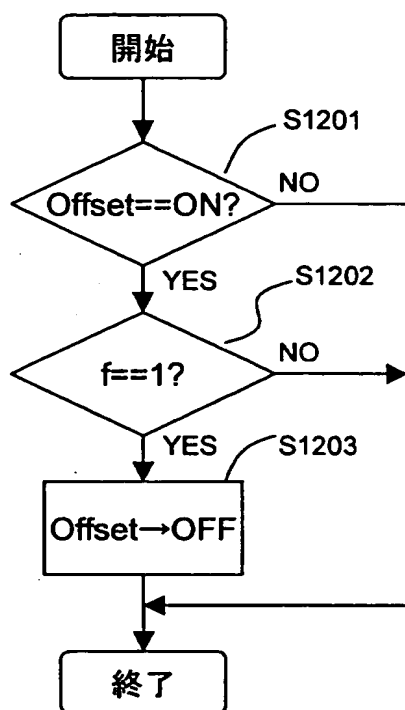 開始
S1201
Offset==ON?
NO
YES
S1202
f==1?
NO
YES
S1203
Offset→OFF
終了